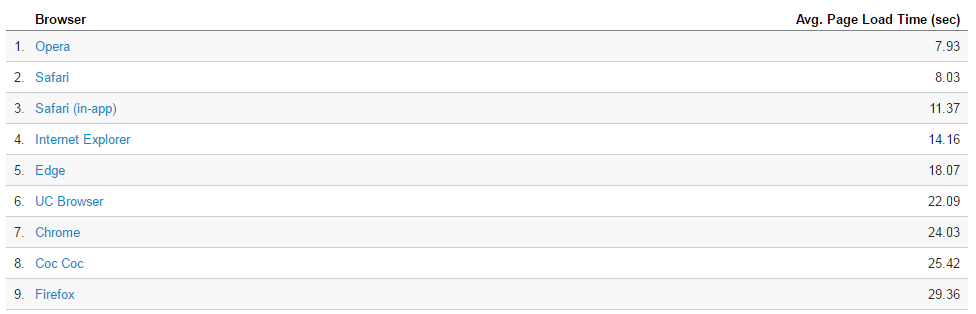 Browser Avg. Page Load Time (sec)
1. Opera 7.93
2. Safari 8.03
3. Safari (in-app) 11.37
4. Internet Explorer 14.16
5. Edge 18.07
6. UC Browser 22.09
7. Chrome 24.03
8. Coc Coc 25.42
9. Firefox 29.36